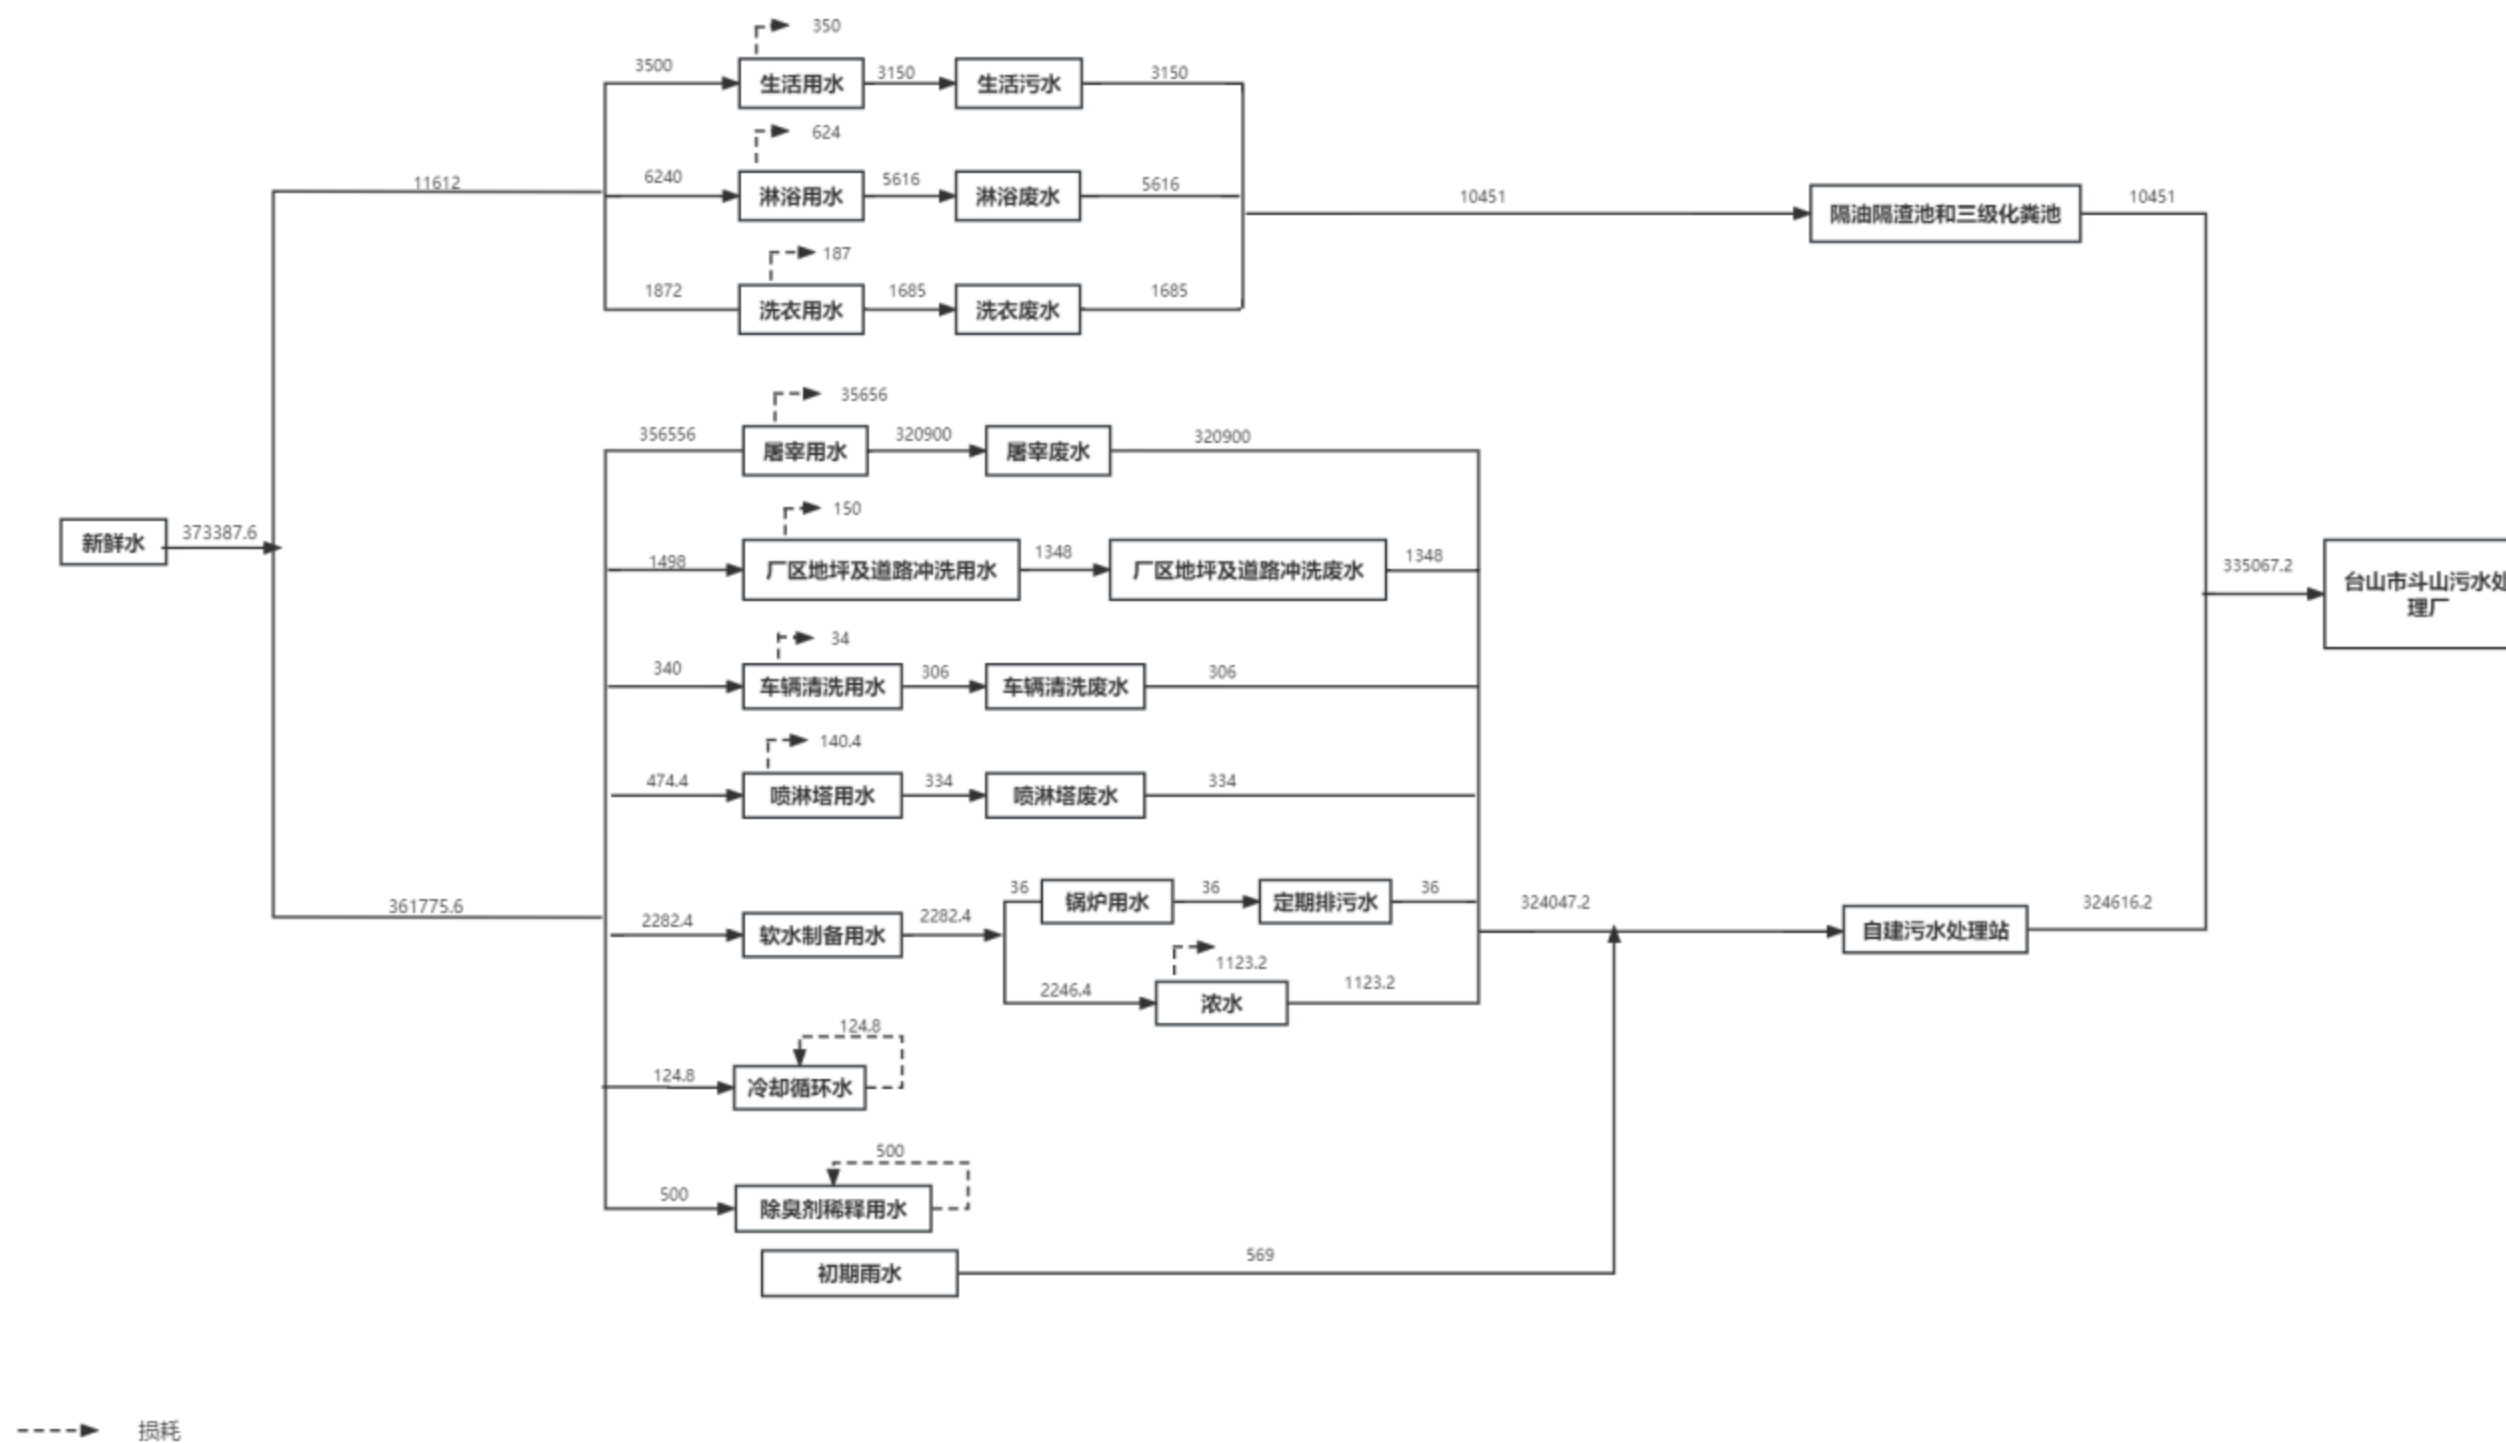 350
3500
生活用水
3150
生活污水
3150
624
11612
6240
淋浴用水
5616
淋浴废水
5616
10451
隔油隔渣池和三级化粪池
10451
187
1872
洗衣用水
1685
洗衣废水
1685
35656
356556
屠宰用水
320900
屠宰废水
320900
新鲜水
373387.6
150
1498
厂区地坪及道路冲洗用水
1348
厂区地坪及道路冲洗废水
1348
335067.2
台山市斗山污水处
理厂
34
340
车辆清洗用水
306
车辆清洗废水
306
140.4
474.4
喷淋塔用水
334
喷淋塔废水
334
361775.6
2282.4
软水制备用水
2282.4
36
锅炉用水
36
定期排污水
36
324047.2
自建污水处理站
324616.2
1123.2
2246.4
浓水
1123.2
124.8
124.8
冷却循环水
500
500
除臭剂稀释用水
初期雨水
569
损耗